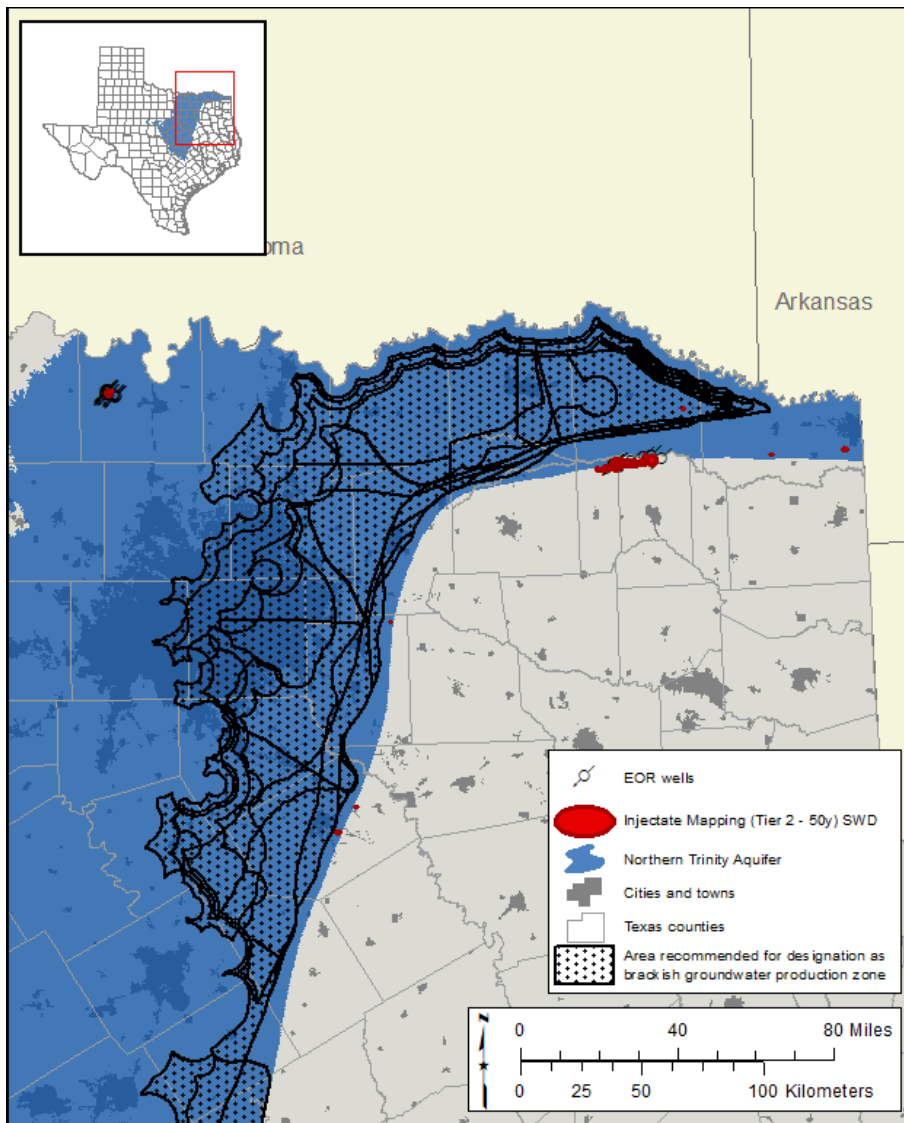 oma
Arkansas
EOR wells
Injectate Mapping (Tier 2 - 50y) SWD
Northern Trinity Aquifer
Cities and towns
Texas counties
Area recommended for designation as
brackish groundwater production zone
N
0 40 80 Miles
0 25 50 100 Kilometers